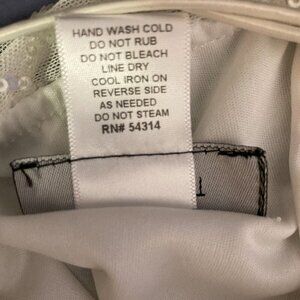 HAND WASH COLD
DO NOT RUB
DO NOT BLEACH
LINE DRY
COOL IRON ON
REVERSE SIDE
AS NEEDED
DO NOT STEAM
RN# 54314